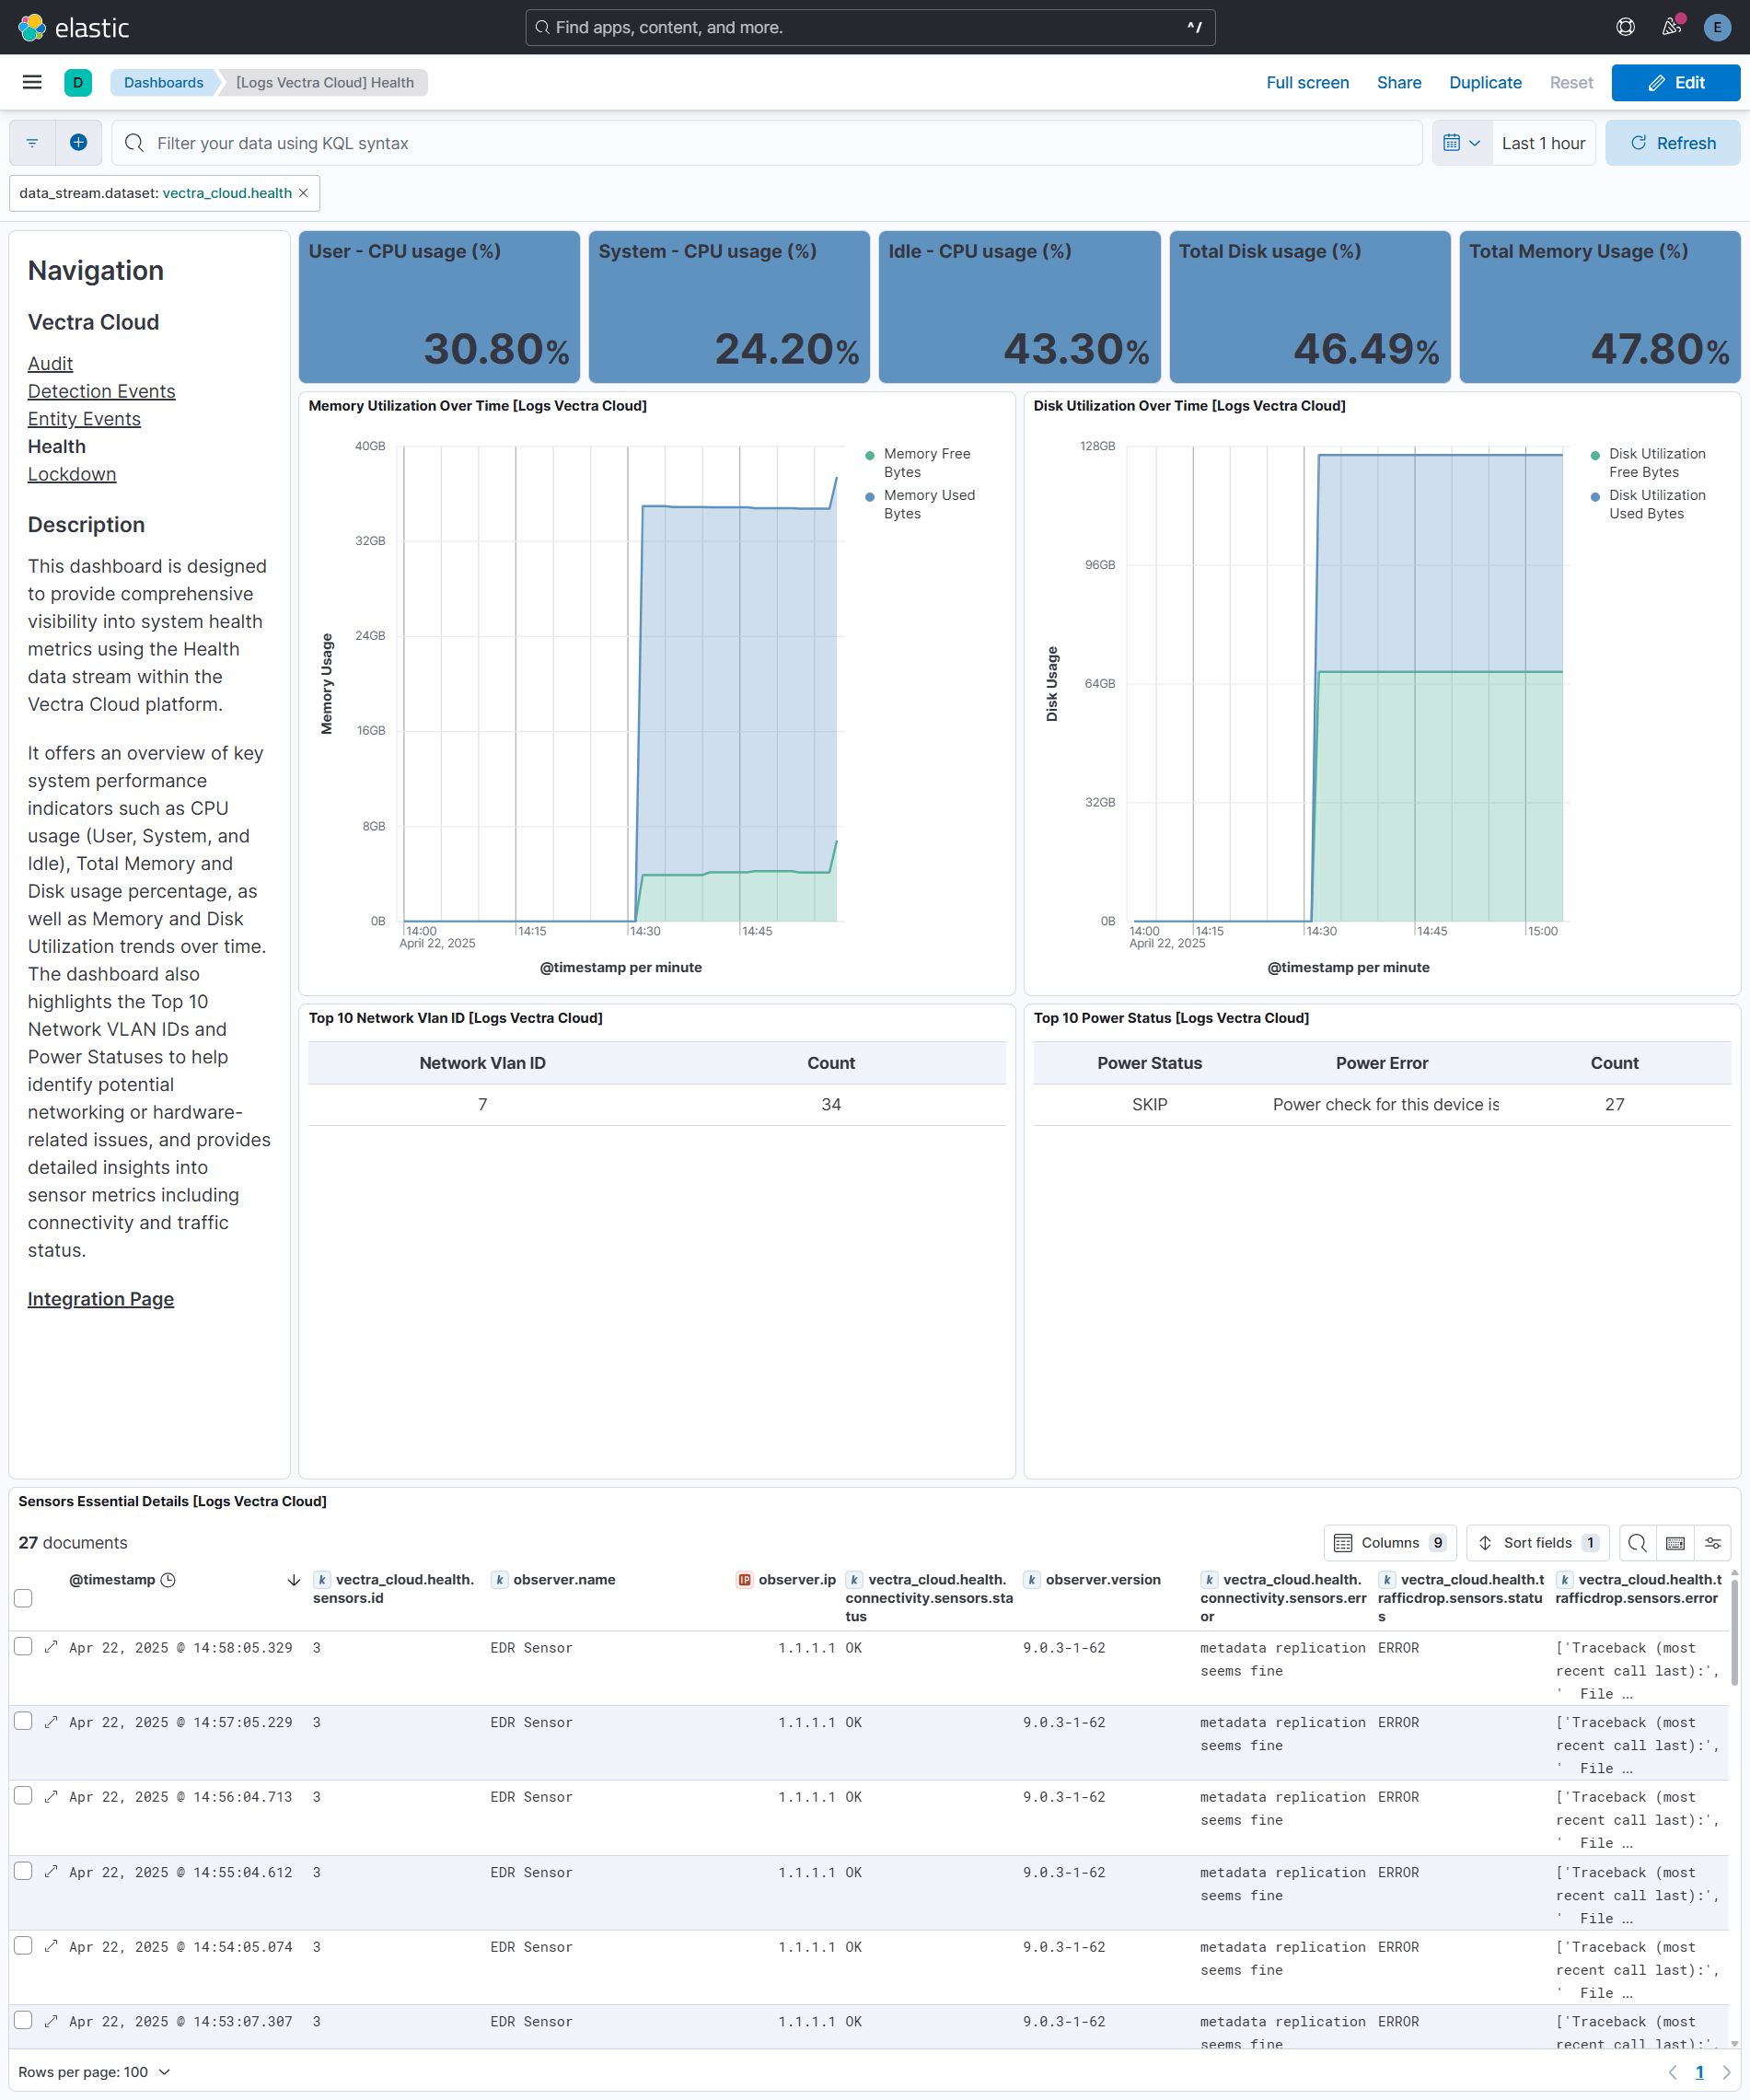 elastic
Find apps, content, and more.
^/
E
D
Dashboards
[Logs Vectra Cloud] Health
Full screen
Share
Duplicate
Reset
Edit
Filter your data using KQL syntax
Last 1 hour
Refresh
data_stream.dataset: vectra_cloud.health
Navigation
Vectra Cloud
Audit
Detection Events
Entity Events
Health
Lockdown
Description
This dashboard is designed
to provide comprehensive
visibility into system health
metrics using the Health
data stream within the
Vectra Cloud platform.
It offers an overview of key
system performance
indicators such as CPU
usage (User, System, and
Idle), Total Memory and
Disk usage percentage, as
well as Memory and Disk
Utilization trends over time.
The dashboard also
highlights the Top 10
Network VLAN IDs and
Power Statuses to help
identify potential
networking or hardware-
related issues, and provides
detailed insights into
sensor metrics including
connectivity and traffic
status.
Integration Page
User - CPU usage (%)
30.80%
System - CPU usage (%)
24.20%
Idle - CPU usage (%)
43.30%
Total Disk usage (%)
46.49%
Total Memory Usage (%)
47.80%
Memory Utilization Over Time [Logs Vectra Cloud]
40GB
32GB
24GB
16GB
8GB
0B
Memory Usage
14:00
14:15
14:30
14:45
April 22, 2025
@timestamp per minute
Memory Free
Bytes
Memory Used
Bytes
Disk Utilization Over Time [Logs Vectra Cloud]
128GB
96GB
64GB
32GB
0B
Disk Usage
14:00
14:15
14:30
14:45
15:00
April 22, 2025
@timestamp per minute
Disk Utilization
Free Bytes
Disk Utilization
Used Bytes
Top 10 Network Vlan ID [Logs Vectra Cloud]
Network Vlan ID
Count
7
34
Top 10 Power Status [Logs Vectra Cloud]
Power Status
Power Error
Count
SKIP
Power check for this device is
27
Sensors Essential Details [Logs Vectra Cloud]
27 documents
Columns 9
Sort fields 1
@timestamp
k vectra_cloud.health.
sensors.id
k observer.name
IP observer.ip
k vectra_cloud.health.
connectivity.sensors.sta
tus
k observer.version
k vectra_cloud.health.
connectivity.sensors.err
or
k vectra_cloud.health.t
rafficdrop.sensors.statu
s
k vectra_cloud.health.t
rafficdrop.sensors.error
Apr 22, 2025 @ 14:58:05.329 3 EDR Sensor 1.1.1.1 OK 9.0.3-1-62 metadata replication ERROR ['Traceback (most
seems fine recent call last):',
' File ...
Apr 22, 2025 @ 14:57:05.229 3 EDR Sensor 1.1.1.1 OK 9.0.3-1-62 metadata replication ERROR ['Traceback (most
seems fine recent call last):',
' File ...
Apr 22, 2025 @ 14:56:04.713 3 EDR Sensor 1.1.1.1 OK 9.0.3-1-62 metadata replication ERROR ['Traceback (most
seems fine recent call last):',
' File ...
Apr 22, 2025 @ 14:55:04.612 3 EDR Sensor 1.1.1.1 OK 9.0.3-1-62 metadata replication ERROR ['Traceback (most
seems fine recent call last):',
' File ...
Apr 22, 2025 @ 14:54:05.074 3 EDR Sensor 1.1.1.1 OK 9.0.3-1-62 metadata replication ERROR ['Traceback (most
seems fine recent call last):',
' File ...
Apr 22, 2025 @ 14:53:07.307 3 EDR Sensor 1.1.1.1 OK 9.0.3-1-62 metadata replication ERROR ['Traceback (most
seems fine recent call last):',
Rows per page: 100
1